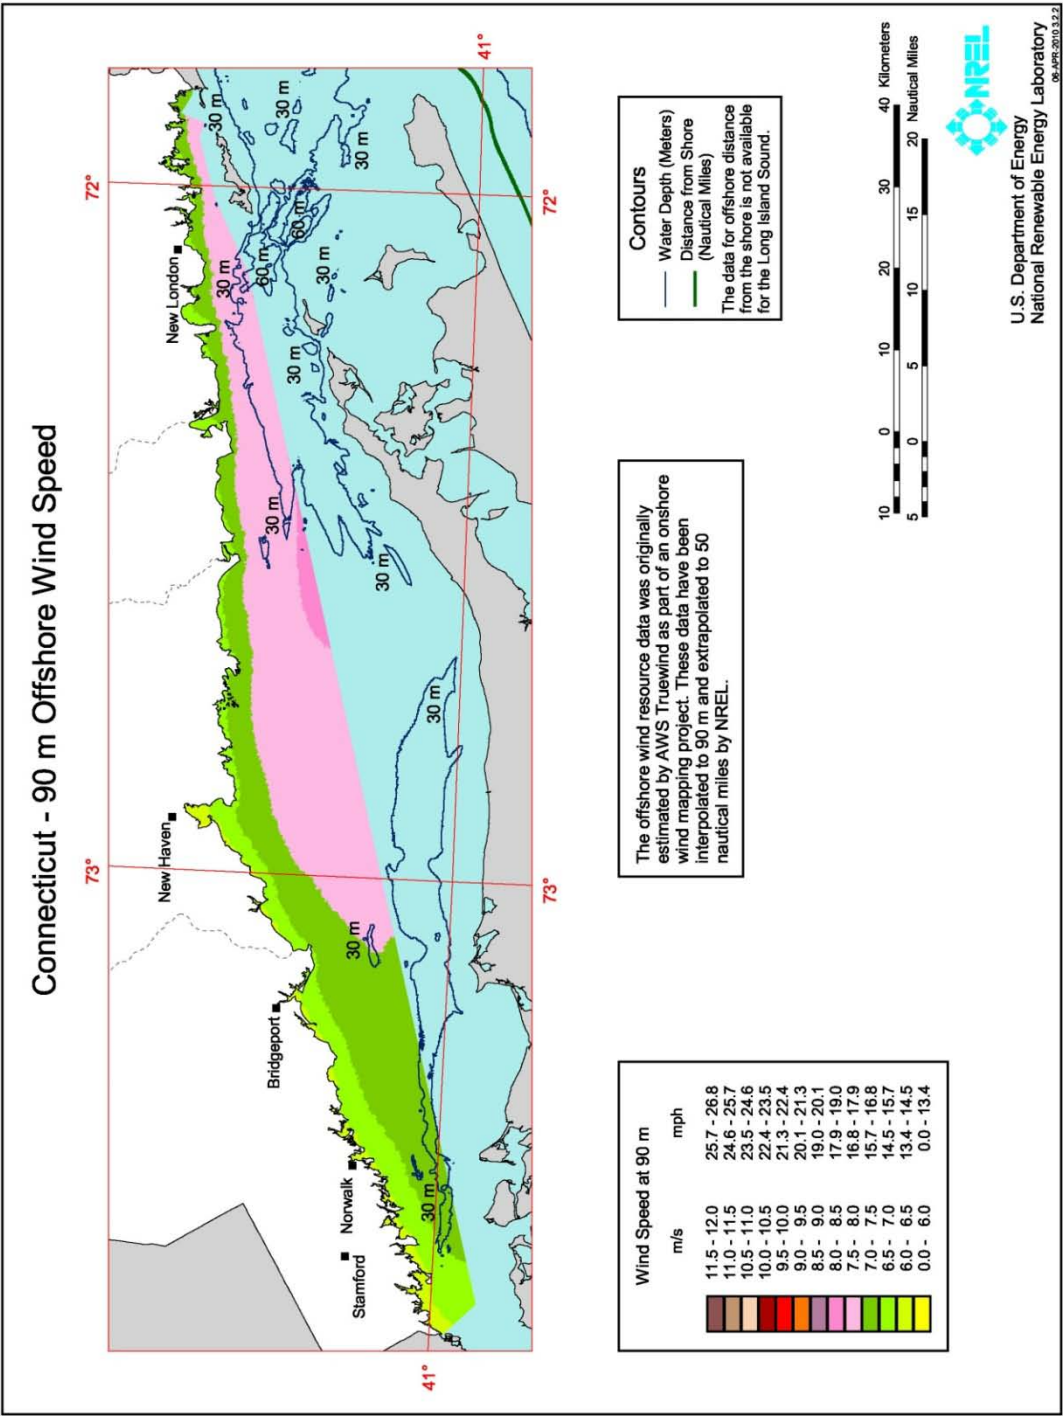 Connecticut - 90 m Offshore Wind Speed
73°
72°
New London
New Haven
Bridgeport
Norwalk
Stamford
30 m
30 m
30 m
30 m
60 m
60 m
30 m
30 m
30 m
30 m
30 m
30 m
30 m
41°
41°
73°
72°
Wind Speed at 90 m
m/s mph
11.5 - 12.0 25.7 - 26.8
11.0 - 11.5 24.6 - 25.7
10.5 - 11.0 23.5 - 24.6
10.0 - 10.5 22.4 - 23.5
9.5 - 10.0 21.3 - 22.4
9.0 - 9.5 20.1 - 21.3
8.5 - 9.0 19.0 - 20.1
8.0 - 8.5 17.9 - 19.0
7.5 - 8.0 16.8 - 17.9
7.0 - 7.5 15.7 - 16.8
6.5 - 7.0 14.5 - 15.7
6.0 - 6.5 13.4 - 14.5
0.0 - 6.0 0.0 - 13.4
The offshore wind resource data was originally
estimated by AWS Truewind as part of an onshore
wind mapping project. These data have been
interpolated to 90 m and extrapolated to 50
nautical miles by NREL.
Contours
Water Depth (Meters)
Distance from Shore
(Nautical Miles)
The data for offshore distance
from the shore is not available
for the Long Island Sound.
10 0 10 20 30 40 Kilometers
5 0 5 10 15 20 Nautical Miles
NREL
U.S. Department of Energy
National Renewable Energy Laboratory
06-APR-2010 3.2.2